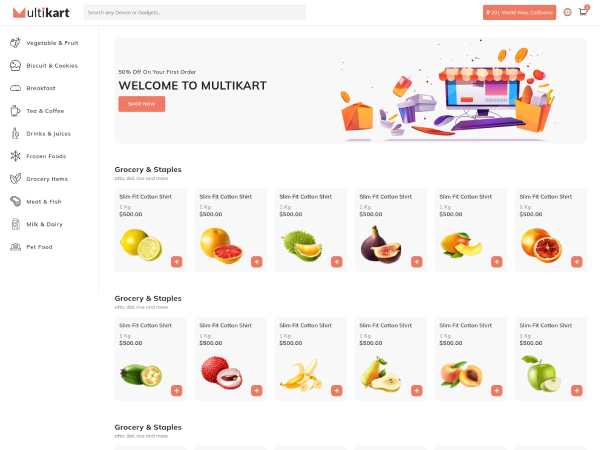 Multikart
Search any Device or Gadgets...
201 World Way, California
Vegetable & Fruit
Biscuit & Cookies
Breakfast
Tea & Coffee
Drinks & Juices
Frozen Foods
Grocery Items
Meat & Fish
Milk & Dairy
Pet Food
50% Off On Your First Order
WELCOME TO MULTIKART
SHOP NOW
Grocery & Staples
atta, dal, rice and more
Slim Fit Cotton Shirt
1 Kg
$500.00
Slim Fit Cotton Shirt
1 Kg
$500.00
Slim Fit Cotton Shirt
1 Kg
$500.00
Slim Fit Cotton Shirt
1 Kg
$500.00
Slim Fit Cotton Shirt
1 Kg
$500.00
Slim Fit Cotton Shirt
1 Kg
$500.00
Grocery & Staples
atta, dal, rice and more
Slim Fit Cotton Shirt
1 Kg
$500.00
Slim Fit Cotton Shirt
1 Kg
$500.00
Slim Fit Cotton Shirt
1 Kg
$500.00
Slim Fit Cotton Shirt
1 Kg
$500.00
Slim Fit Cotton Shirt
1 Kg
$500.00
Slim Fit Cotton Shirt
1 Kg
$500.00
Grocery & Staples
atta, dal, rice and more